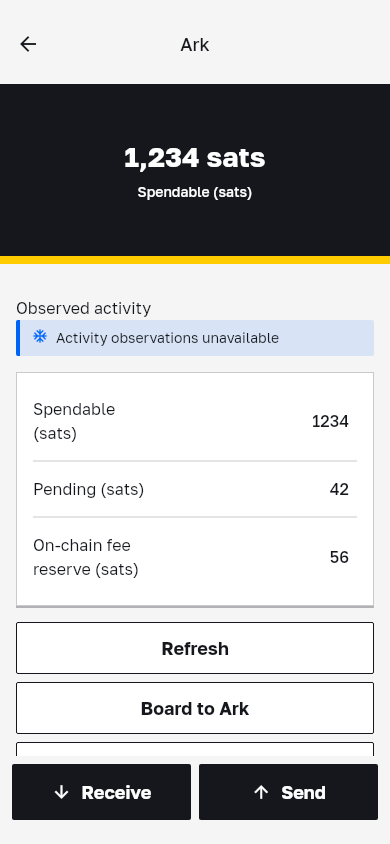 Ark
1,234 sats
Spendable (sats)
Observed activity
Activity observations unavailable
Spendable
(sats)
1234
Pending (sats)
42
On-chain fee
reserve (sats)
56
Refresh
Board to Ark
Receive
Send